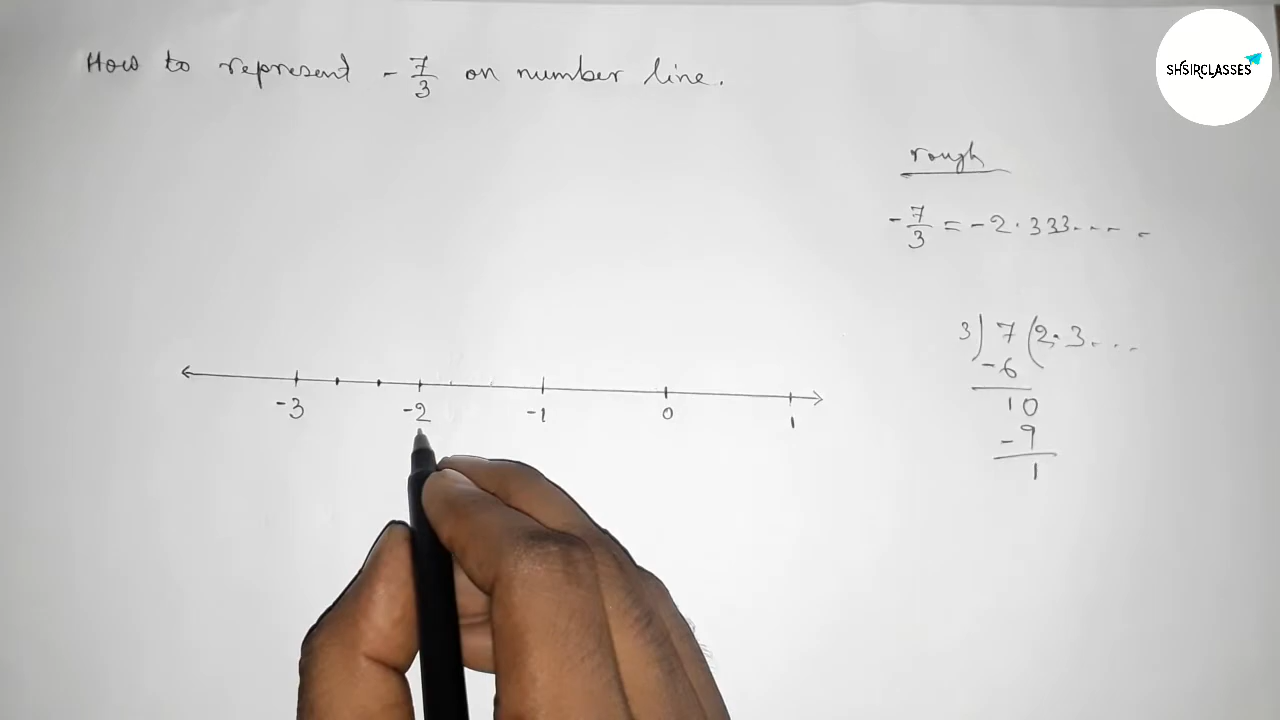 How to represent -7/3 on number line.
SHSIRCLASSES
rough
-7/3 = -2.333.... -
3) 7 (2.3...
-6
10
-9
1
-3 -2 -1 0 1